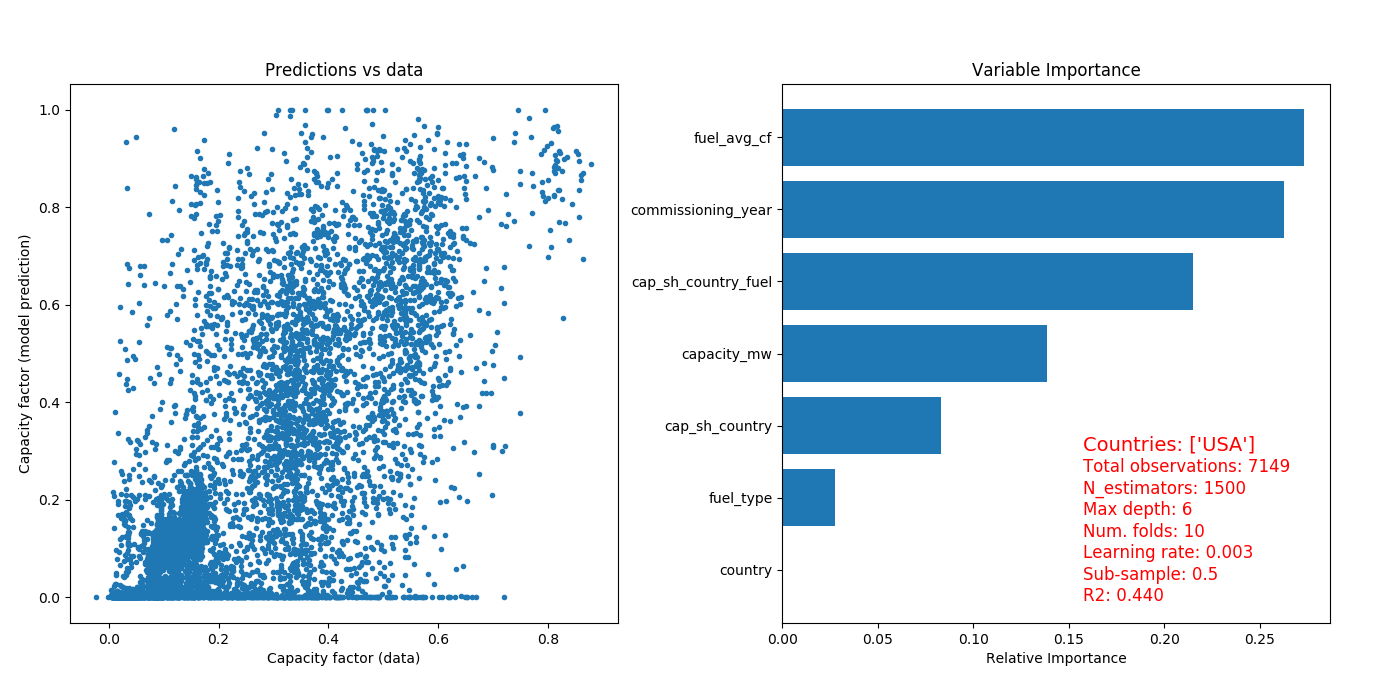 Predictions vs data
Capacity factor (model prediction)
1.0
0.8
0.6
0.4
0.2
0.0
0.0 0.2 0.4 0.6 0.8
Capacity factor (data)
Variable Importance
fuel_avg_cf
commissioning_year
cap_sh_country_fuel
capacity_mw
cap_sh_country
fuel_type
country
Countries: ['USA']
Total observations: 7149
N_estimators: 1500
Max depth: 6
Num. folds: 10
Learning rate: 0.003
Sub-sample: 0.5
R2: 0.440
0.00 0.05 0.10 0.15 0.20 0.25
Relative Importance